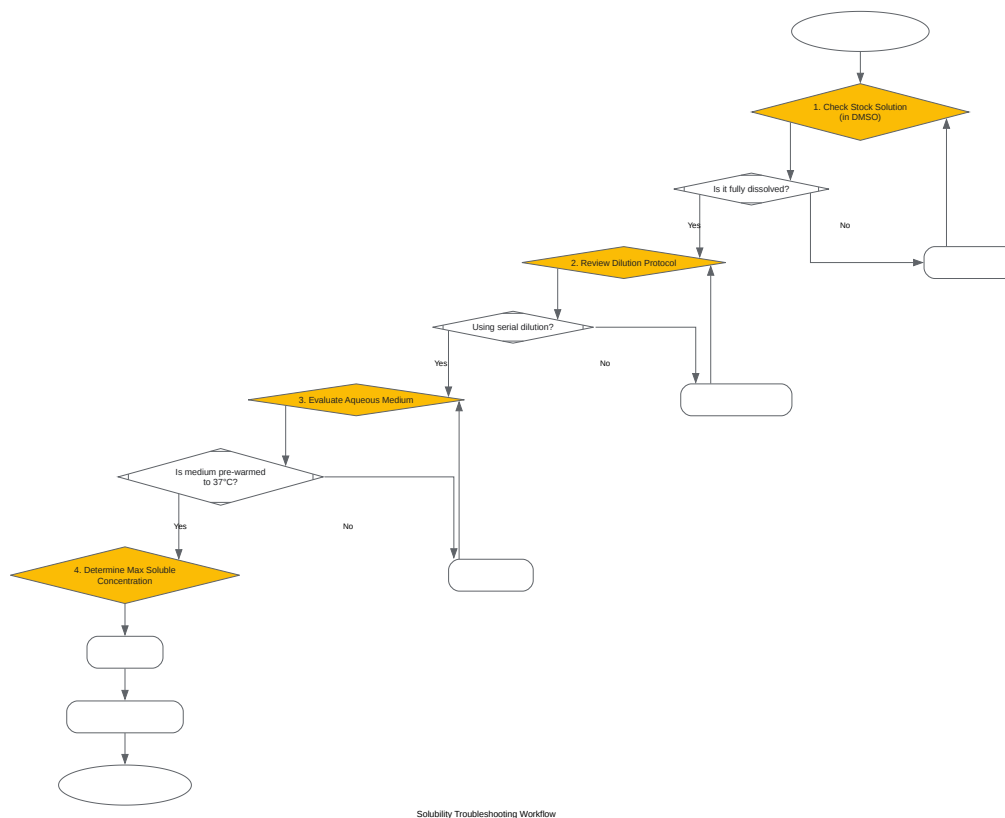 1. Check Stock Solution
(in DMSO)
Is it fully dissolved?
Yes
No
2. Review Dilution Protocol
Using serial dilution?
Yes
No
3. Evaluate Aqueous Medium
Is medium pre-warmed
to 37°C?
Yes
No
4. Determine Max Soluble
Concentration
Solubility Troubleshooting Workflow